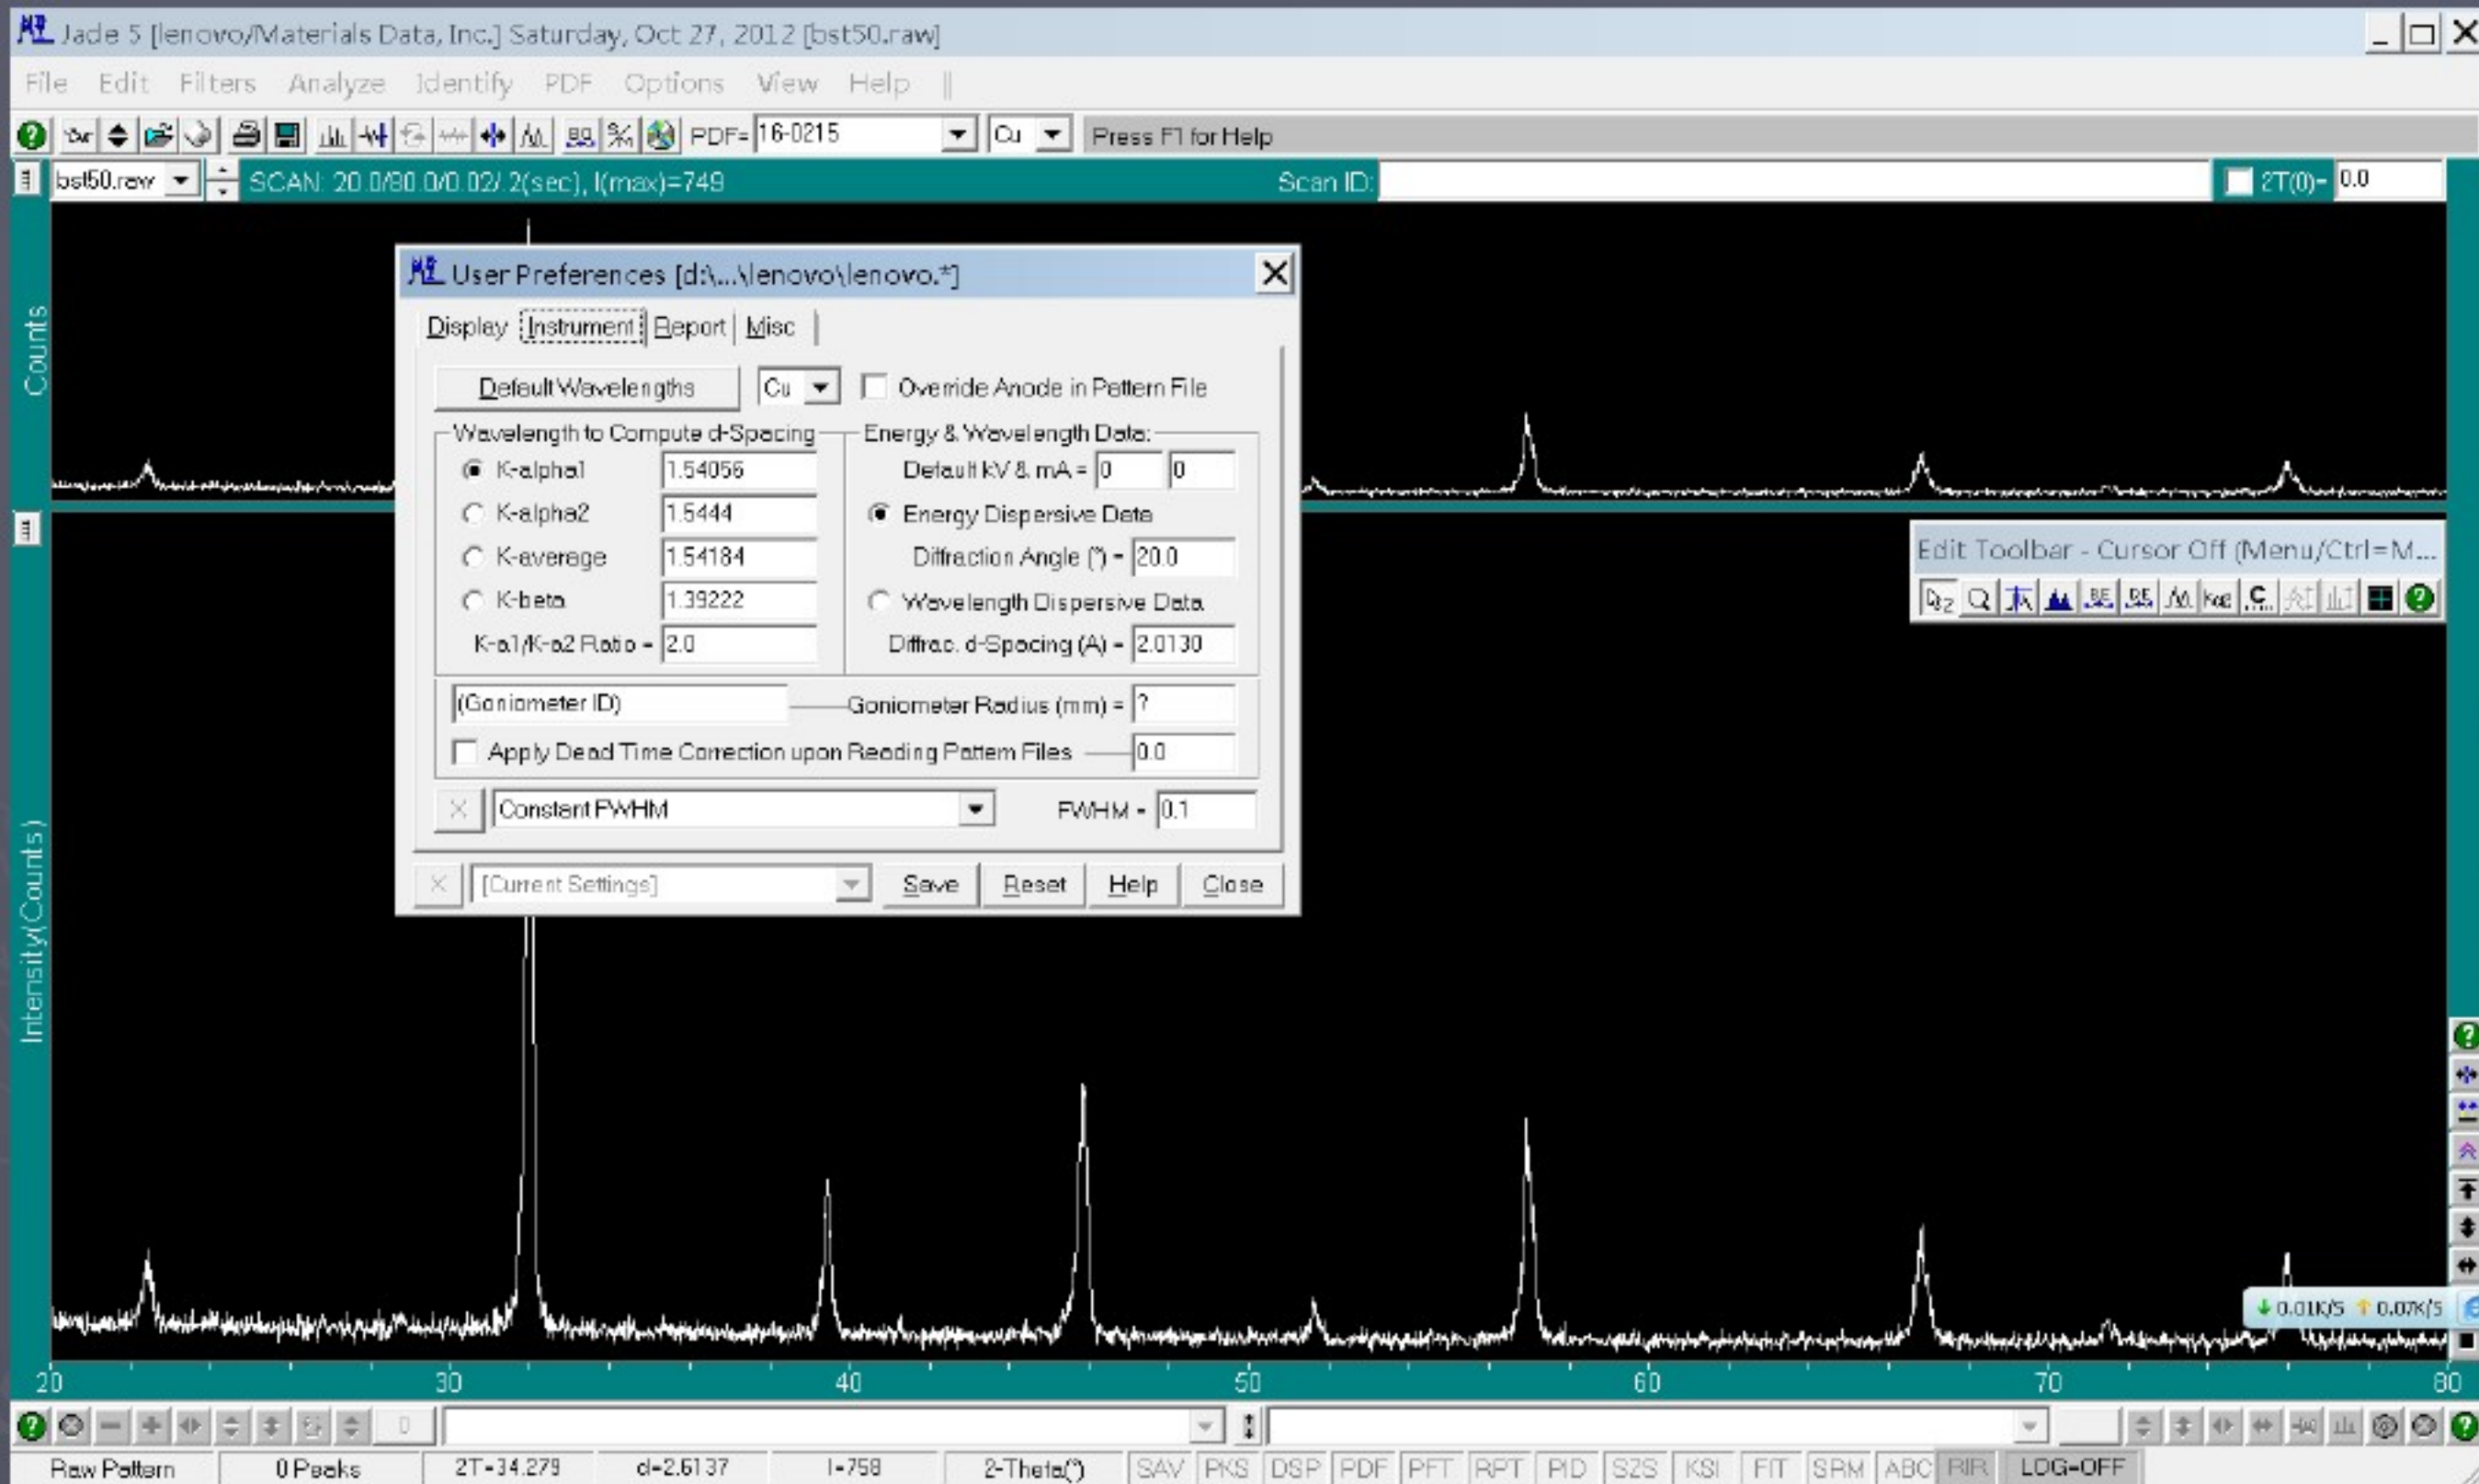 Jade 5 [lenovo/Materials Data, Inc.] Saturday, Oct 27, 2012 [bst50.raw]
File Edit Filters Analyze Identify PDF Options View Help
PDF= 16-0215 Cu Press F1 for Help
bst50.raw SCAN: 20.0/80.0/0.02/.2(sec), I(max)=749 Scan ID: 2T(0)= 0.0
Counts
User Preferences [d:\...\lenovo\lenovo.*]
Display Instrument Report Misc
Default Wavelengths Cu Override Anode in Pattern File
Wavelength to Compute d-Spacing Energy & Wavelength Data:
K-alpha1 1.54056 Default kV & mA = 0 0
K-alpha2 1.5444 Energy Dispersive Data
K-average 1.54184 Diffraction Angle (°) = 20.0
K-beta 1.39222 Wavelength Dispersive Data
K-a1/K-a2 Ratio = 2.0 Diffrac. d-Spacing (A) = 2.0130
(Goniometer ID) Goniometer Radius (mm) = ?
Apply Dead Time Correction upon Reading Pattern Files 0.0
Constant FWHM FWHM = 0.1
[Current Settings] Save Reset Help Close
Edit Toolbar - Cursor Off (Menu/Ctrl=M...
Intensity(Counts)
0.01K/S 0.07K/S
20 30 40 50 60 70 80
0
Raw Pattern 0 Peaks 2T=34.279 d=2.6137 I=758 2-Theta(°) SAV PKS DSP PDF PFT RPT PID SZS KSI FIT SRM ABC RIR LOG=OFF